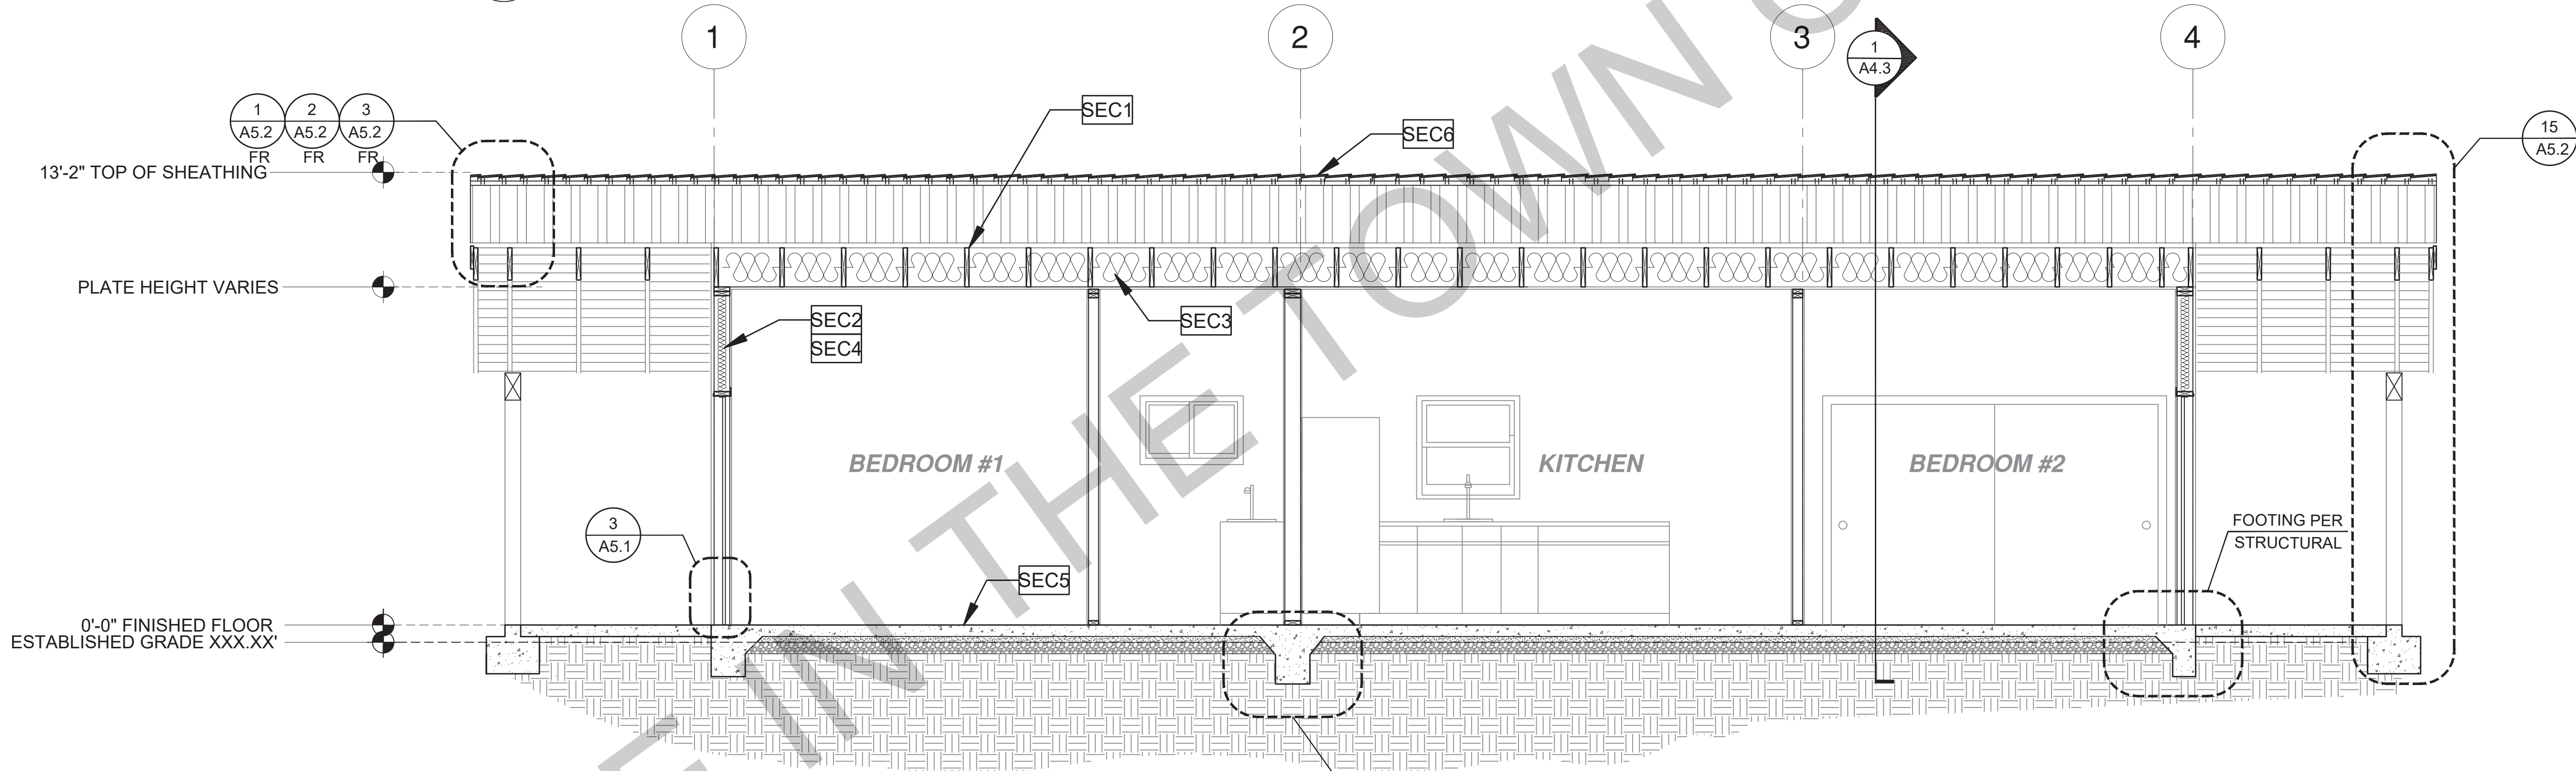 1
2
3
4
1
A4.3
1
A5.2
FR
2
A5.2
FR
3
A5.2
FR
SEC1
SEC6
15
A5.2
13'-2" TOP OF SHEATHING
PLATE HEIGHT VARIES
SEC2
SEC4
SEC3
BEDROOM #1
KITCHEN
BEDROOM #2
3
A5.1
FOOTING PER
STRUCTURAL
SEC5
0'-0" FINISHED FLOOR
ESTABLISHED GRADE XXX.XX'
IN THE TOWN